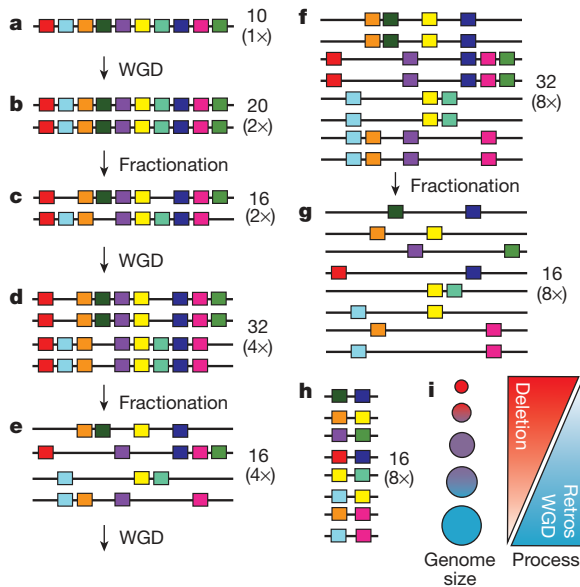 a
10
(1×)
WGD
b
20
(2×)
Fractionation
c
16
(2×)
WGD
d
32
(4×)
Fractionation
e
16
(4×)
WGD
f
32
(8×)
Fractionation
g
16
(8×)
h
16
(8×)
i
Genome
size
Deletion
Retros
WGD
Process